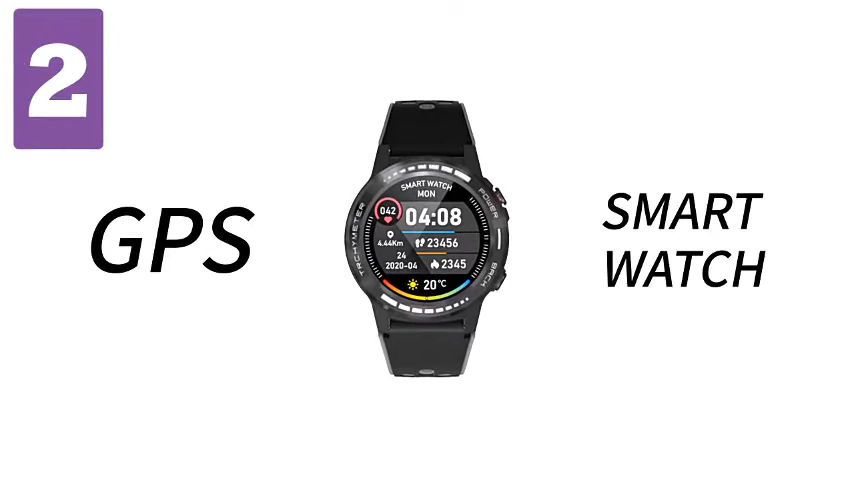 2
GPS
SMART WATCH
MON
042
04:08
4.44Km
23456
24
2020-04
2345
20°C
TACHYMETER
POWER
BACH
SMART
WATCH